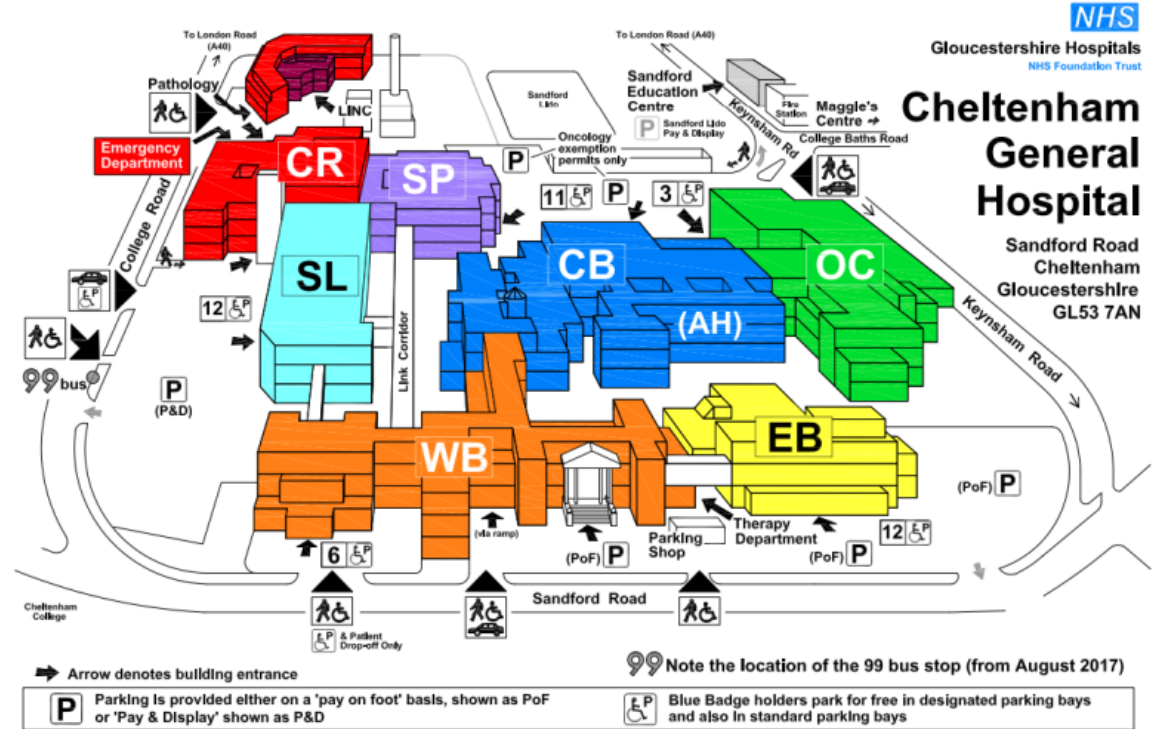 NHS
Gloucestershire Hospitals
NHS Foundation Trust
Cheltenham
General
Hospital
Sandford Road
Cheltenham
Gloucestershire
GL53 7AN
To London Road
(A40)
To London Road (A40)
Pathology
LINC
Emergency
Department
College Road
Sandford
Lido
Sandford
Education
Centre
P
Sandford Lido
Pay & Display
Fire
Station
Maggie's
Centre
College Baths Road
Keynsham Rd
Oncology
exemption
permits only
P
P
11 P
3 P
CR
SP
SL
CB
(AH)
OC
12 P
P
P
Link Corridor
Keynsham Road
99 bus
P
(P&D)
WB
EB
(PoF) P
(via ramp)
Parking
Shop
Therapy
Department
12 P
6 P
(PoF) P
(PoF) P
Sandford Road
Cheltenham
College
P & Patient
Drop-off Only
Arrow denotes building entrance
99 Note the location of the 99 bus stop (from August 2017)
P Parking is provided either on a 'pay on foot' basis, shown as PoF
or 'Pay & Display' shown as P&D
P Blue Badge holders park for free in designated parking bays
and also in standard parking bays